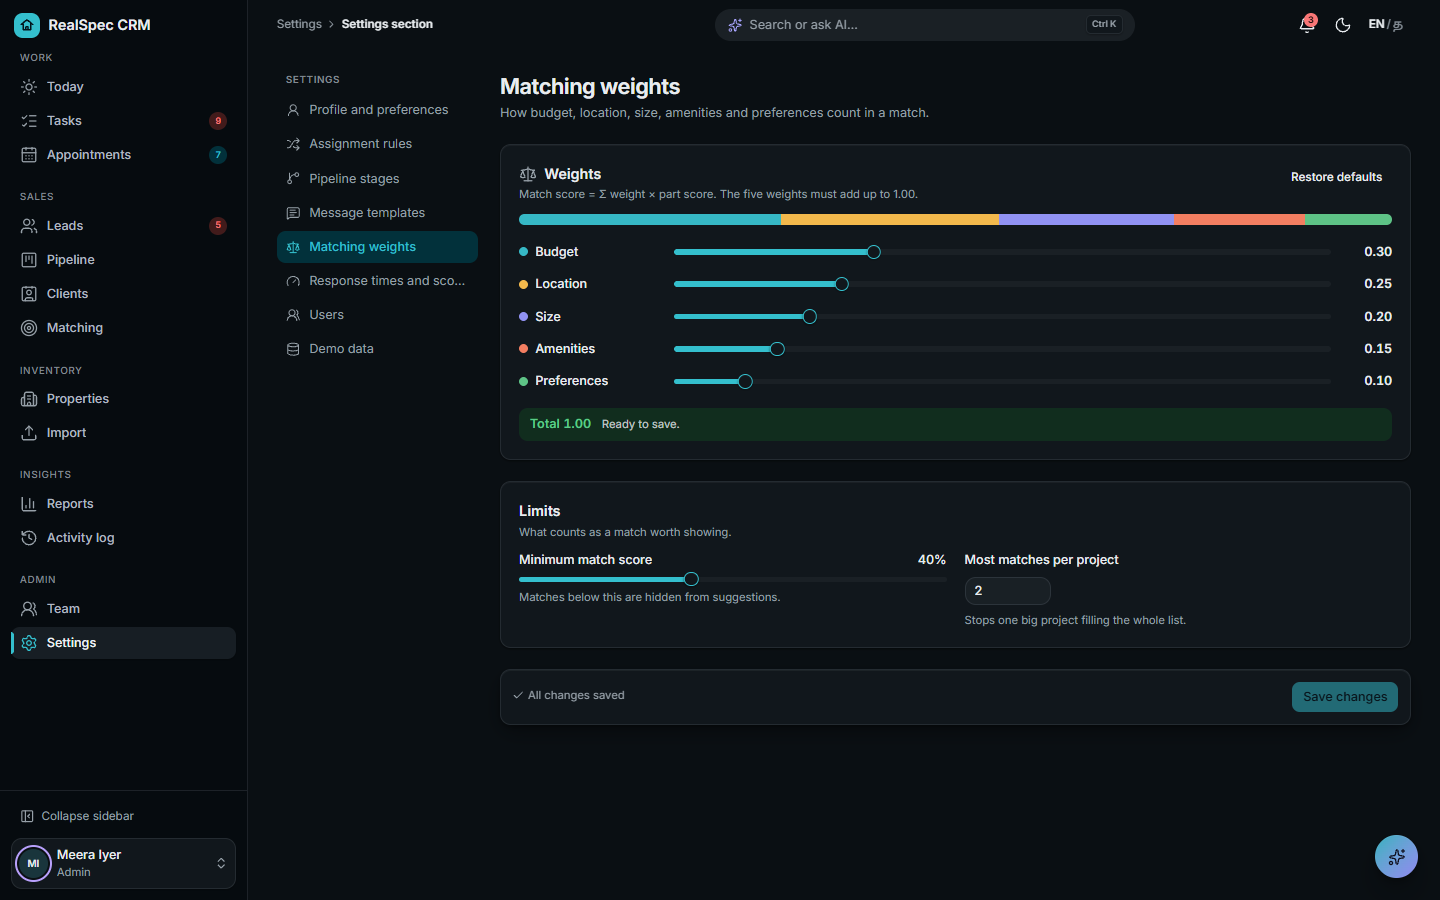 RealSpec CRM
WORK
Today
Tasks 9
Appointments 7
SALES
Leads 5
Pipeline
Clients
Matching
INVENTORY
Properties
Import
INSIGHTS
Reports
Activity log
ADMIN
Team
Settings
Collapse sidebar
MI
Meera Iyer
Admin
Settings > Settings section
Search or ask AI... Ctrl K
3
EN / த
SETTINGS
Profile and preferences
Assignment rules
Pipeline stages
Message templates
Matching weights
Response times and sco...
Users
Demo data
Matching weights
How budget, location, size, amenities and preferences count in a match.
Weights
Restore defaults
Match score = Σ weight × part score. The five weights must add up to 1.00.
Budget 0.30
Location 0.25
Size 0.20
Amenities 0.15
Preferences 0.10
Total 1.00 Ready to save.
Limits
What counts as a match worth showing.
Minimum match score 40%
Matches below this are hidden from suggestions.
Most matches per project
2
Stops one big project filling the whole list.
All changes saved
Save changes